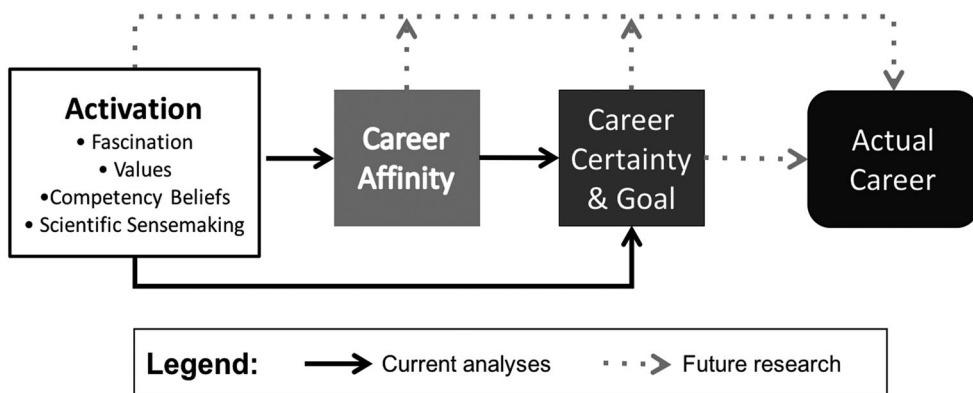 Activation
• Fascination
• Values
•Competency Beliefs
• Scientific Sensemaking
Career
Affinity
Career
Certainty
& Goal
Actual
Career
Legend:
Current analyses
Future research